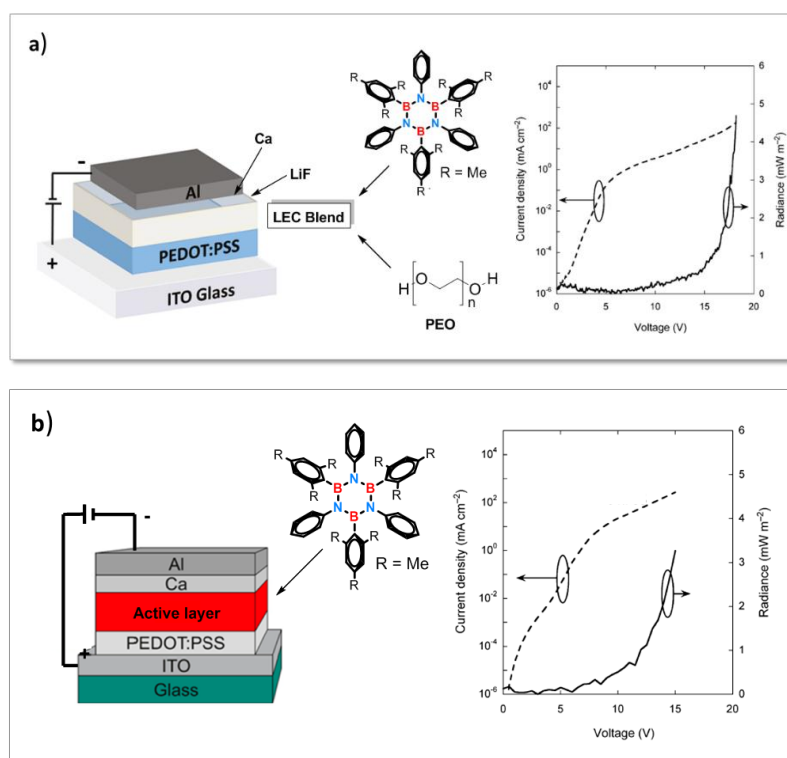 a)
-
Ca
LiF
Al
LEC Blend
PEDOT:PSS
+
ITO Glass
R
R
R
R
R
R
R
R
R
B
N
B
N
B
N
R = Me
H
O
O
H
n
PEO
Current density (mA cm⁻²)
10⁴
10²
10⁰
10⁻²
10⁻⁴
10⁻⁶
0
5
10
15
20
Voltage (V)
6
5
4
3
2
1
0
Radiance (mW m⁻²)
b)
-
Al
Ca
Active layer
PEDOT:PSS
+
ITO
Glass
R
R
R
R
R
R
R
R
R
B
N
B
N
B
N
R = Me
Current density (mA cm⁻²)
10⁴
10²
10⁰
10⁻²
10⁻⁴
10⁻⁶
0
5
10
15
20
Voltage (V)
6
5
4
3
2
1
0
Radiance (mW m⁻²)